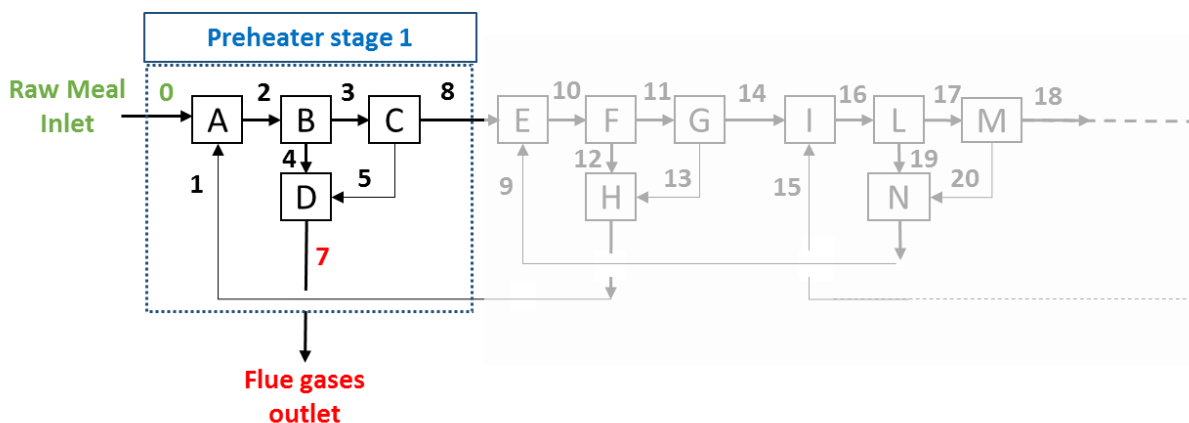 Preheater stage 1
Raw Meal
Inlet
0
2
3
8
10
11
14
16
17
18
A
B
C
E
F
G
I
L
M
4
5
12
13
19
20
1
9
15
D
H
N
7
Flue gases
outlet